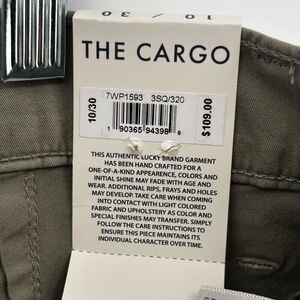 10 / 30
THE CARGO
7WP1593 3SQ/320
10/30
$109.00
1 90365 94398 9
THIS AUTHENTIC LUCKY BRAND GARMENT
HAS BEEN HAND CRAFTED FOR A
ONE-OF-A-KIND APPEARENCE, COLORS AND
INITIAL SHINE MAY FADE WITH AGE AND
WEAR. ADDITIONAL RIPS, FRAYS AND HOLES
MAY DEVELOP. TAKE CARE WHEN COMING
INTO CONTACT WITH LIGHT COLORED
FABRIC AND UPHOLSTERY AS COLOR AND
SPECIAL FINISHES MAY TRANSFER. SIMPLY
FOLLOW THE CARE INSTRUCTIONS TO
ENSURE THIS PIECE MAINTAINS ITS
INDIVIDUAL CHARACTER OVER TIME.